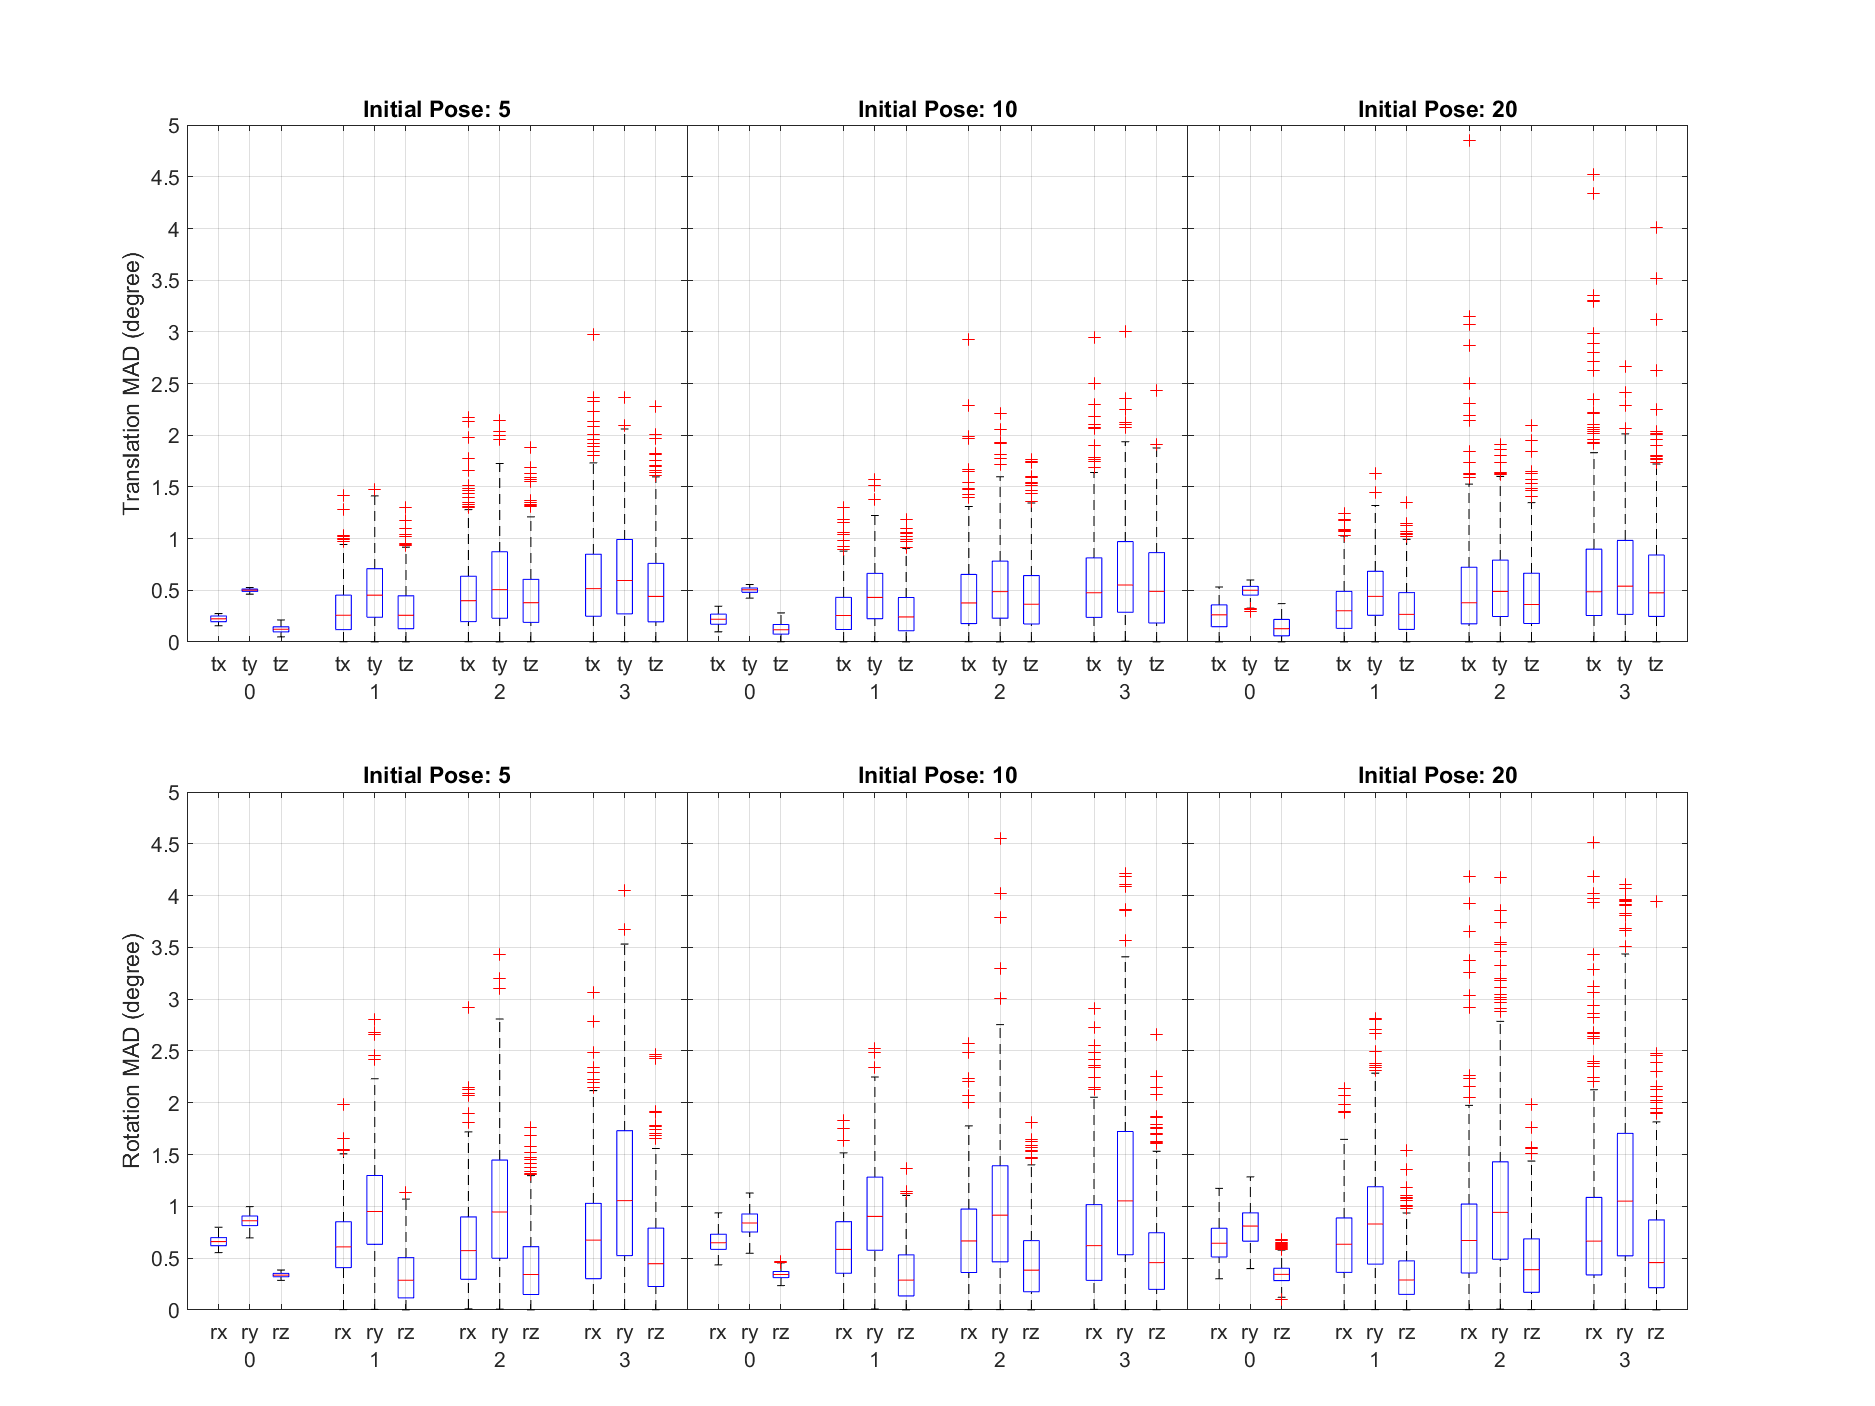 Initial Pose: 5 Initial Pose: 10 Initial Pose: 20
5
4.5
4
3.5
3
2.5
2
1.5
1
0.5
0
Translation MAD (degree)
tx ty tz tx ty tz tx ty tz tx ty tz tx ty tz tx ty tz tx ty tz tx ty tz tx ty tz tx ty tz tx ty tz tx ty tz
0 1 2 3 0 1 2 3 0 1 2 3
Initial Pose: 5 Initial Pose: 10 Initial Pose: 20
5
4.5
4
3.5
3
2.5
2
1.5
1
0.5
0
Rotation MAD (degree)
rx ry rz rx ry rz rx ry rz rx ry rz rx ry rz rx ry rz rx ry rz rx ry rz rx ry rz rx ry rz rx ry rz rx ry rz
0 1 2 3 0 1 2 3 0 1 2 3